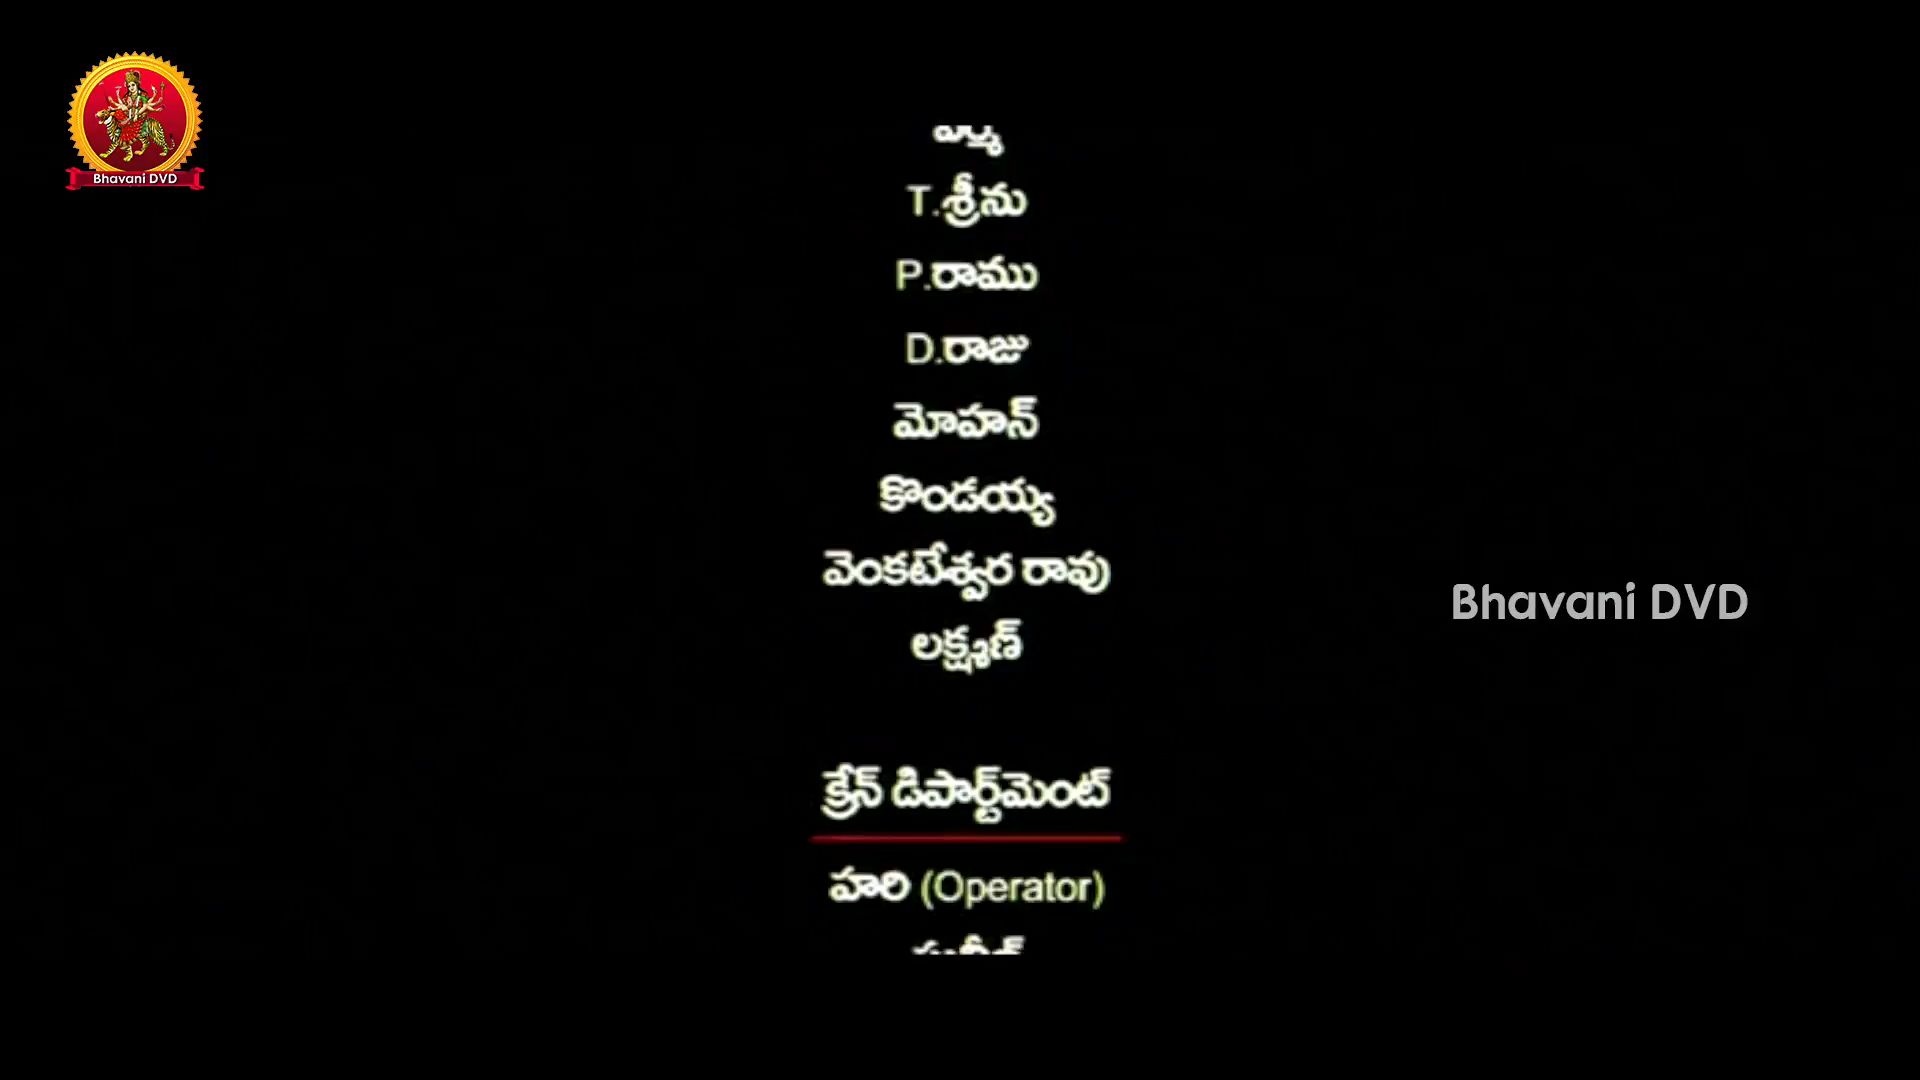 Bhavani DVD
T.శ్రీను
P.రాము
D.రాజు
మోహన్
కొండయ్య
వెంకటేశ్వర రావు
Bhavani DVD
లక్ష్మణ్
క్రేన్ డిపార్ట్‌మెంట్
హరి (Operator)